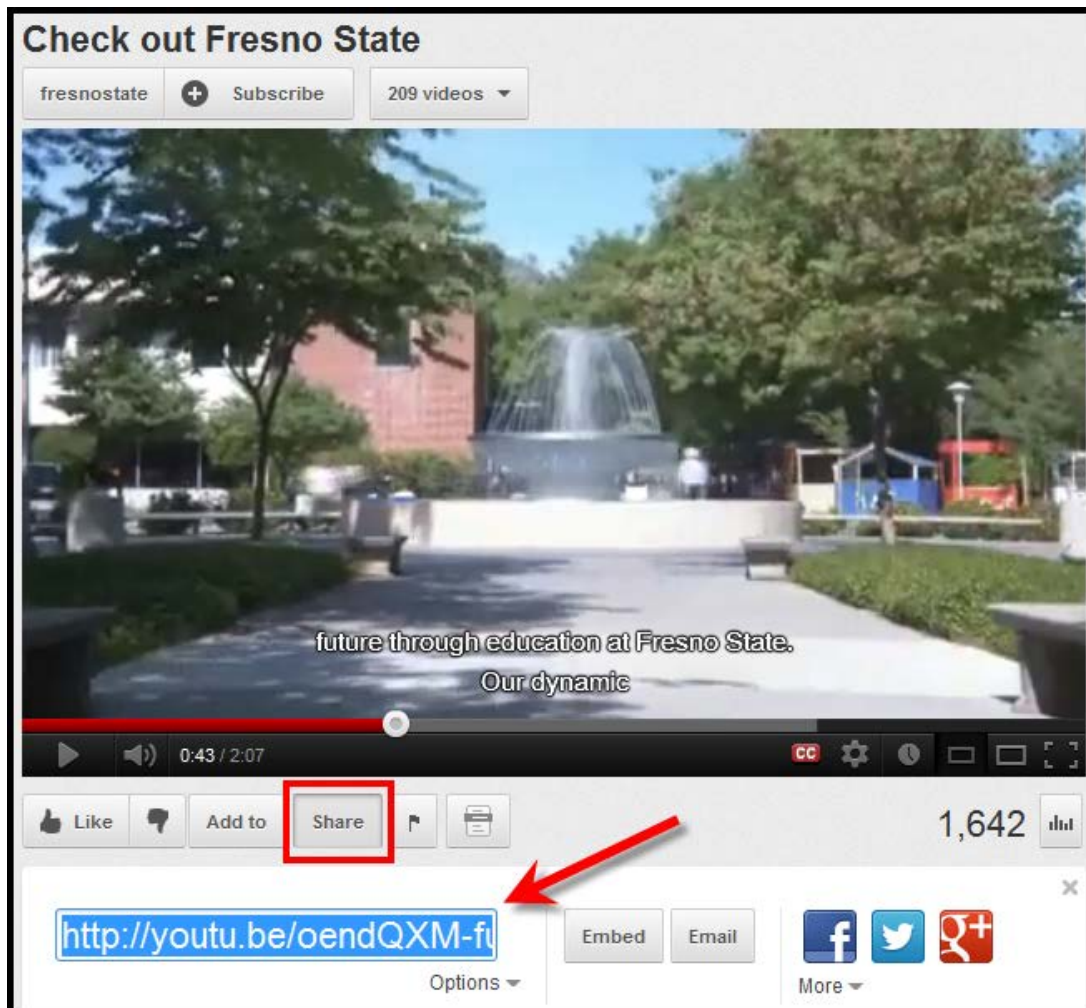 Check out Fresno State
fresnostate Subscribe 209 videos
future through education at Fresno State.
Our dynamic
0:43 / 2:07 CC
Like Add to Share 1,642
http://youtu.be/oendQXM-fu Embed Email f g+
Options More